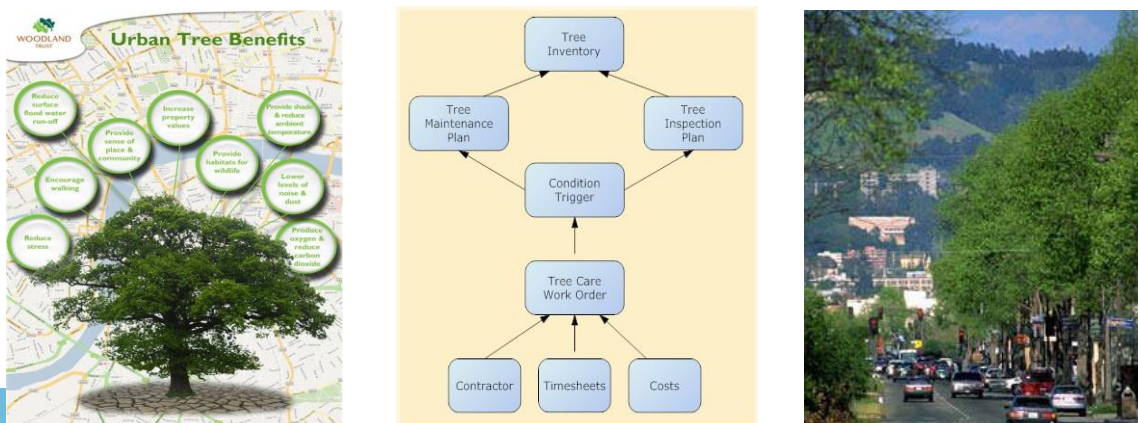 WOODLAND
TRUST
Urban Tree Benefits
Reduce
surface
flood water
run-off
Increase
property
values
Provide shade
& reduce
ambient
temperature
Provide
sense of
place &
community
Provide
habitats for
wildlife
Encourage
walking
Lower
levels of
noise &
dust
Reduce
stress
Produce
oxygen &
reduce
carbon
dioxide
Tree
Inventory
Tree
Maintenance
Plan
Tree
Inspection
Plan
Condition
Trigger
Tree Care
Work Order
Contractor
Timesheets
Costs